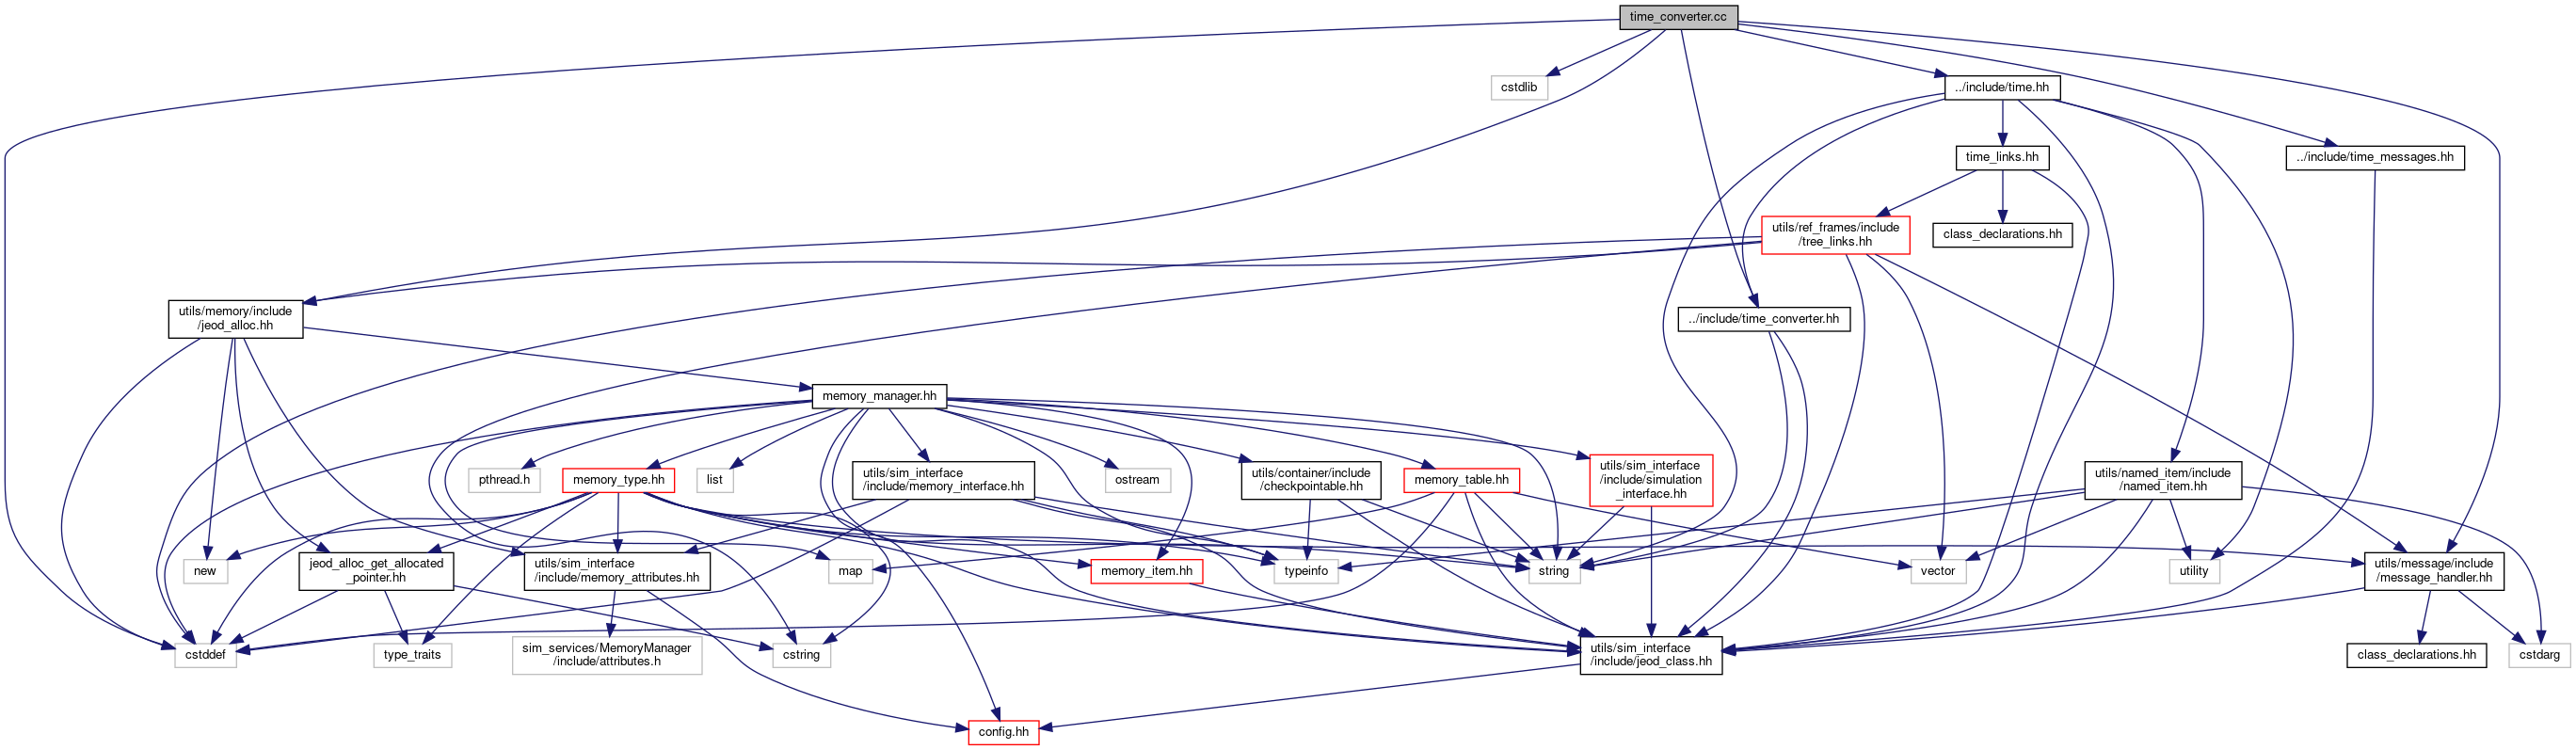 time_converter.cc
cstdlib
../include/time.hh
time_links.hh
../include/time_messages.hh
utils/ref_frames/include
/tree_links.hh
class_declarations.hh
utils/memory/include
/jeod_alloc.hh
../include/time_converter.hh
memory_manager.hh
pthread.h
memory_type.hh
list
utils/sim_interface
/include/memory_interface.hh
ostream
utils/container/include
/checkpointable.hh
memory_table.hh
utils/sim_interface
/include/simulation
_interface.hh
utils/named_item/include
/named_item.hh
new
jeod_alloc_get_allocated
_pointer.hh
utils/sim_interface
/include/memory_attributes.hh
map
memory_item.hh
typeinfo
string
vector
utility
utils/message/include
/message_handler.hh
cstddef
type_traits
sim_services/MemoryManager
/include/attributes.h
cstring
utils/sim_interface
/include/jeod_class.hh
class_declarations.hh
cstdarg
config.hh